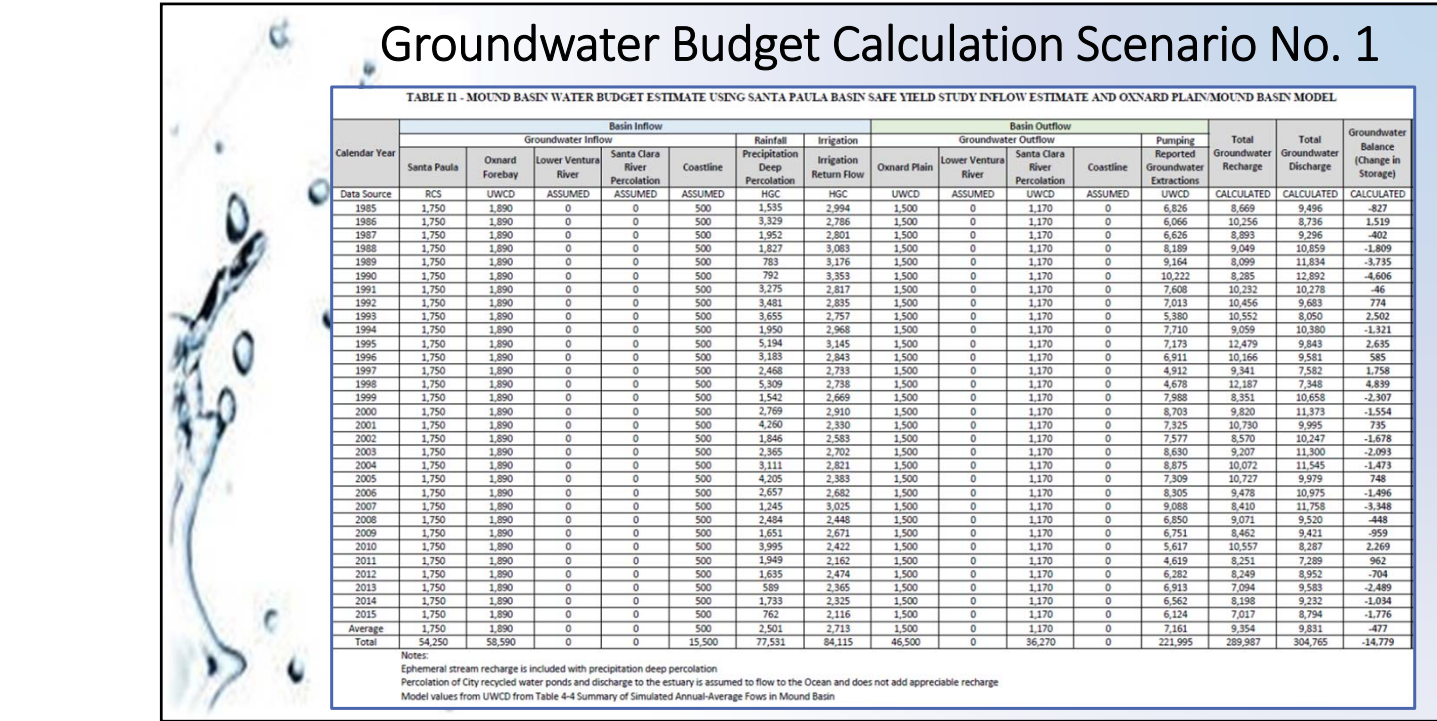 Groundwater Budget Calculation Scenario No. 1
TABLE I1 - MOUND BASIN WATER BUDGET ESTIMATE USING SANTA PAULA BASIN SAFE YIELD STUDY INFLOW ESTIMATE AND OXNARD PLAIN/MOUND BASIN MODEL
Basin Inflow Basin Outflow
Groundwater Inflow Rainfall Irrigation Groundwater Outflow Pumping
Calendar Year Santa Paula Oxnard Forebay Lower Ventura River Santa Clara River Percolation Coastline Precipitation Deep Percolation Irrigation Return Flow Oxnard Plain Lower Ventura River Santa Clara River Percolation Coastline Reported Groundwater Extractions Total Groundwater Recharge Total Groundwater Discharge Groundwater Balance (Change in Storage)
Data Source RCS UWCD ASSUMED ASSUMED ASSUMED HGC HGC UWCD ASSUMED UWCD ASSUMED UWCD CALCULATED CALCULATED CALCULATED
1985 1,750 1,890 0 0 500 1,535 2,994 1,500 0 1,170 0 6,826 8,669 9,496 -827
1986 1,750 1,890 0 0 500 3,329 2,786 1,500 0 1,170 0 6,066 10,256 8,736 1,519
1987 1,750 1,890 0 0 500 1,952 2,801 1,500 0 1,170 0 6,626 8,893 9,296 -402
1988 1,750 1,890 0 0 500 1,827 3,083 1,500 0 1,170 0 8,189 9,049 10,859 -1,809
1989 1,750 1,890 0 0 500 783 3,176 1,500 0 1,170 0 9,164 8,099 11,834 -3,735
1990 1,750 1,890 0 0 500 792 3,353 1,500 0 1,170 0 10,222 8,285 12,892 -4,606
1991 1,750 1,890 0 0 500 3,275 2,817 1,500 0 1,170 0 7,608 10,232 10,278 -46
1992 1,750 1,890 0 0 500 3,481 2,835 1,500 0 1,170 0 7,013 10,456 9,683 774
1993 1,750 1,890 0 0 500 3,655 2,757 1,500 0 1,170 0 5,380 10,552 8,050 2,502
1994 1,750 1,890 0 0 500 1,950 2,968 1,500 0 1,170 0 7,710 9,059 10,380 -1,321
1995 1,750 1,890 0 0 500 5,194 3,145 1,500 0 1,170 0 7,173 12,479 9,843 2,635
1996 1,750 1,890 0 0 500 3,183 2,843 1,500 0 1,170 0 6,911 10,166 9,581 585
1997 1,750 1,890 0 0 500 2,468 2,733 1,500 0 1,170 0 4,912 9,341 7,582 1,758
1998 1,750 1,890 0 0 500 5,309 2,738 1,500 0 1,170 0 4,678 12,187 7,348 4,839
1999 1,750 1,890 0 0 500 1,542 2,669 1,500 0 1,170 0 7,988 8,351 10,658 -2,307
2000 1,750 1,890 0 0 500 2,769 2,910 1,500 0 1,170 0 8,703 9,820 11,373 -1,554
2001 1,750 1,890 0 0 500 4,260 2,330 1,500 0 1,170 0 7,325 10,730 9,995 735
2002 1,750 1,890 0 0 500 1,846 2,583 1,500 0 1,170 0 7,577 8,570 10,247 -1,678
2003 1,750 1,890 0 0 500 2,365 2,702 1,500 0 1,170 0 8,630 9,207 11,300 -2,093
2004 1,750 1,890 0 0 500 3,111 2,821 1,500 0 1,170 0 8,875 10,072 11,545 -1,473
2005 1,750 1,890 0 0 500 4,205 2,383 1,500 0 1,170 0 7,309 10,727 9,979 748
2006 1,750 1,890 0 0 500 2,657 2,682 1,500 0 1,170 0 8,305 9,478 10,975 -1,496
2007 1,750 1,890 0 0 500 1,245 3,025 1,500 0 1,170 0 9,088 8,410 11,758 -3,348
2008 1,750 1,890 0 0 500 2,484 2,448 1,500 0 1,170 0 6,850 9,071 9,520 -448
2009 1,750 1,890 0 0 500 1,651 2,671 1,500 0 1,170 0 6,751 8,462 9,421 -959
2010 1,750 1,890 0 0 500 3,995 2,422 1,500 0 1,170 0 5,617 10,557 8,287 2,269
2011 1,750 1,890 0 0 500 1,949 2,162 1,500 0 1,170 0 4,619 8,251 7,289 962
2012 1,750 1,890 0 0 500 1,635 2,474 1,500 0 1,170 0 6,282 8,249 8,952 -704
2013 1,750 1,890 0 0 500 589 2,365 1,500 0 1,170 0 6,913 7,094 9,583 -2,489
2014 1,750 1,890 0 0 500 1,733 2,325 1,500 0 1,170 0 6,562 8,198 9,232 -1,034
2015 1,750 1,890 0 0 500 762 2,116 1,500 0 1,170 0 6,124 7,017 8,794 -1,776
Average 1,750 1,890 0 0 500 2,501 2,713 1,500 0 1,170 0 7,161 9,354 9,831 -477
Total 54,250 58,590 0 0 15,500 77,531 84,115 46,500 0 36,270 0 221,995 289,987 304,765 -14,779
Notes:
Ephemeral stream recharge is included with precipitation deep percolation
Percolation of City recycled water ponds and discharge to the estuary is assumed to flow to the Ocean and does not add appreciable recharge
Model values from UWCD from Table 4-4 Summary of Simulated Annual-Average Fows in Mound Basin